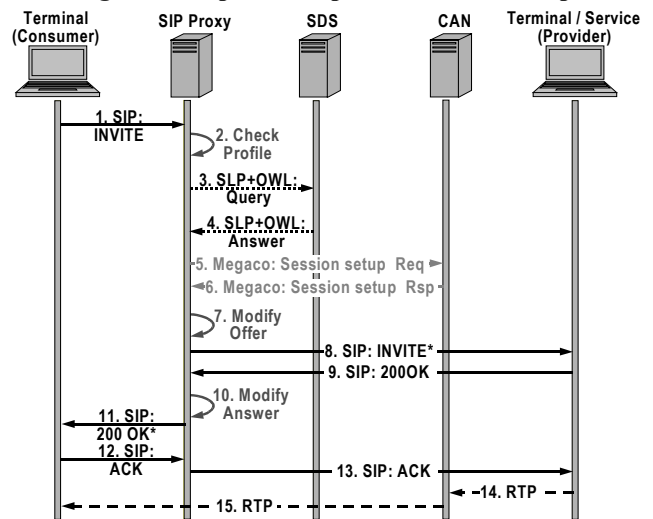 Terminal
(Consumer)
SIP Proxy
SDS
CAN
Terminal / Service
(Provider)
1. SIP:
INVITE
2. Check
Profile
3. SLP+OWL:
Query
4. SLP+OWL:
Answer
5. Megaco: Session setup Req
6. Megaco: Session setup Rsp
7. Modify
Offer
8. SIP: INVITE*
9. SIP: 200OK
10. Modify
Answer
11. SIP:
200 OK*
12. SIP:
ACK
13. SIP: ACK
14. RTP
15. RTP